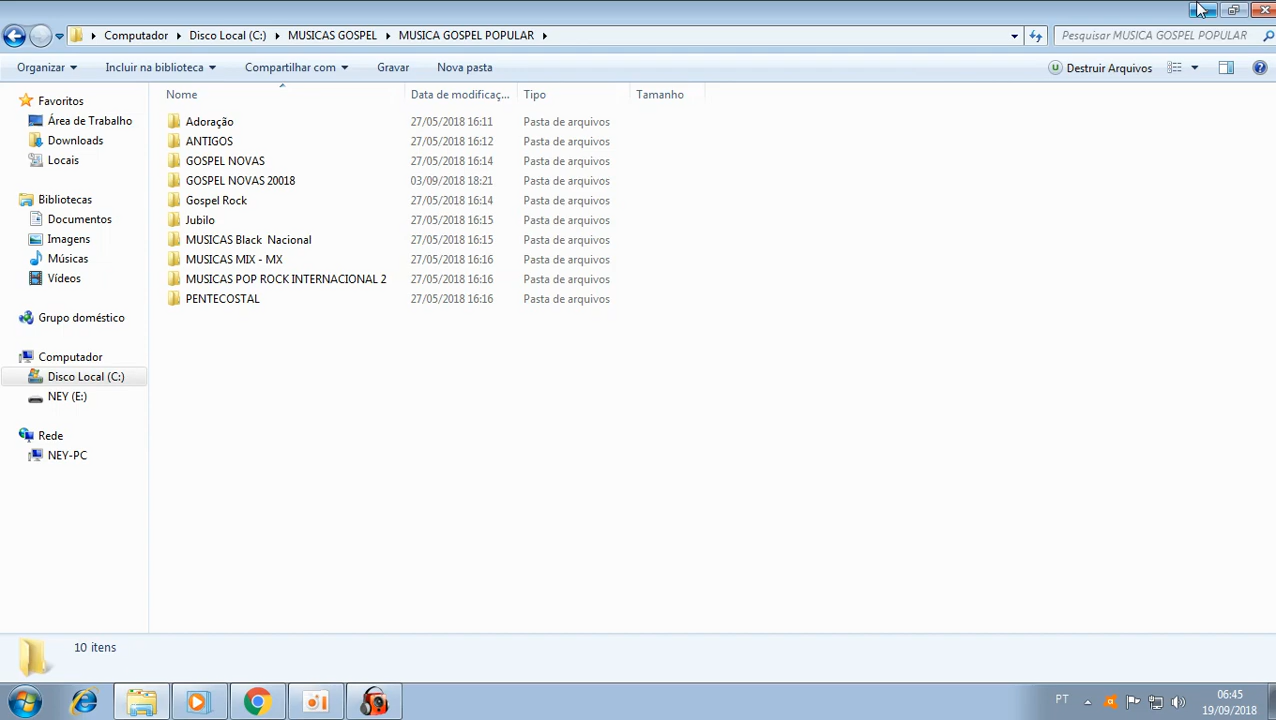 Computador Disco Local (C:) MUSICAS GOSPEL MUSICA GOSPEL POPULAR Pesquisar MUSICA GOSPEL POPULAR
Organizar Incluir na biblioteca Compartilhar com Gravar Nova pasta Destruir Arquivos
Nome Data de modificaç... Tipo Tamanho
Favoritos
Área de Trabalho
Downloads
Locais
Bibliotecas
Documentos
Imagens
Músicas
Vídeos
Grupo doméstico
Computador
Disco Local (C:)
NEY (E:)
Rede
NEY-PC
Adoração 27/05/2018 16:11 Pasta de arquivos
ANTIGOS 27/05/2018 16:12 Pasta de arquivos
GOSPEL NOVAS 27/05/2018 16:14 Pasta de arquivos
GOSPEL NOVAS 20018 03/09/2018 18:21 Pasta de arquivos
Gospel Rock 27/05/2018 16:14 Pasta de arquivos
Jubilo 27/05/2018 16:15 Pasta de arquivos
MUSICAS Black  Nacional 27/05/2018 16:15 Pasta de arquivos
MUSICAS MIX - MX 27/05/2018 16:16 Pasta de arquivos
MUSICAS POP ROCK INTERNACIONAL 2 27/05/2018 16:16 Pasta de arquivos
PENTECOSTAL 27/05/2018 16:16 Pasta de arquivos
10 itens
PT
06:45
19/09/2018